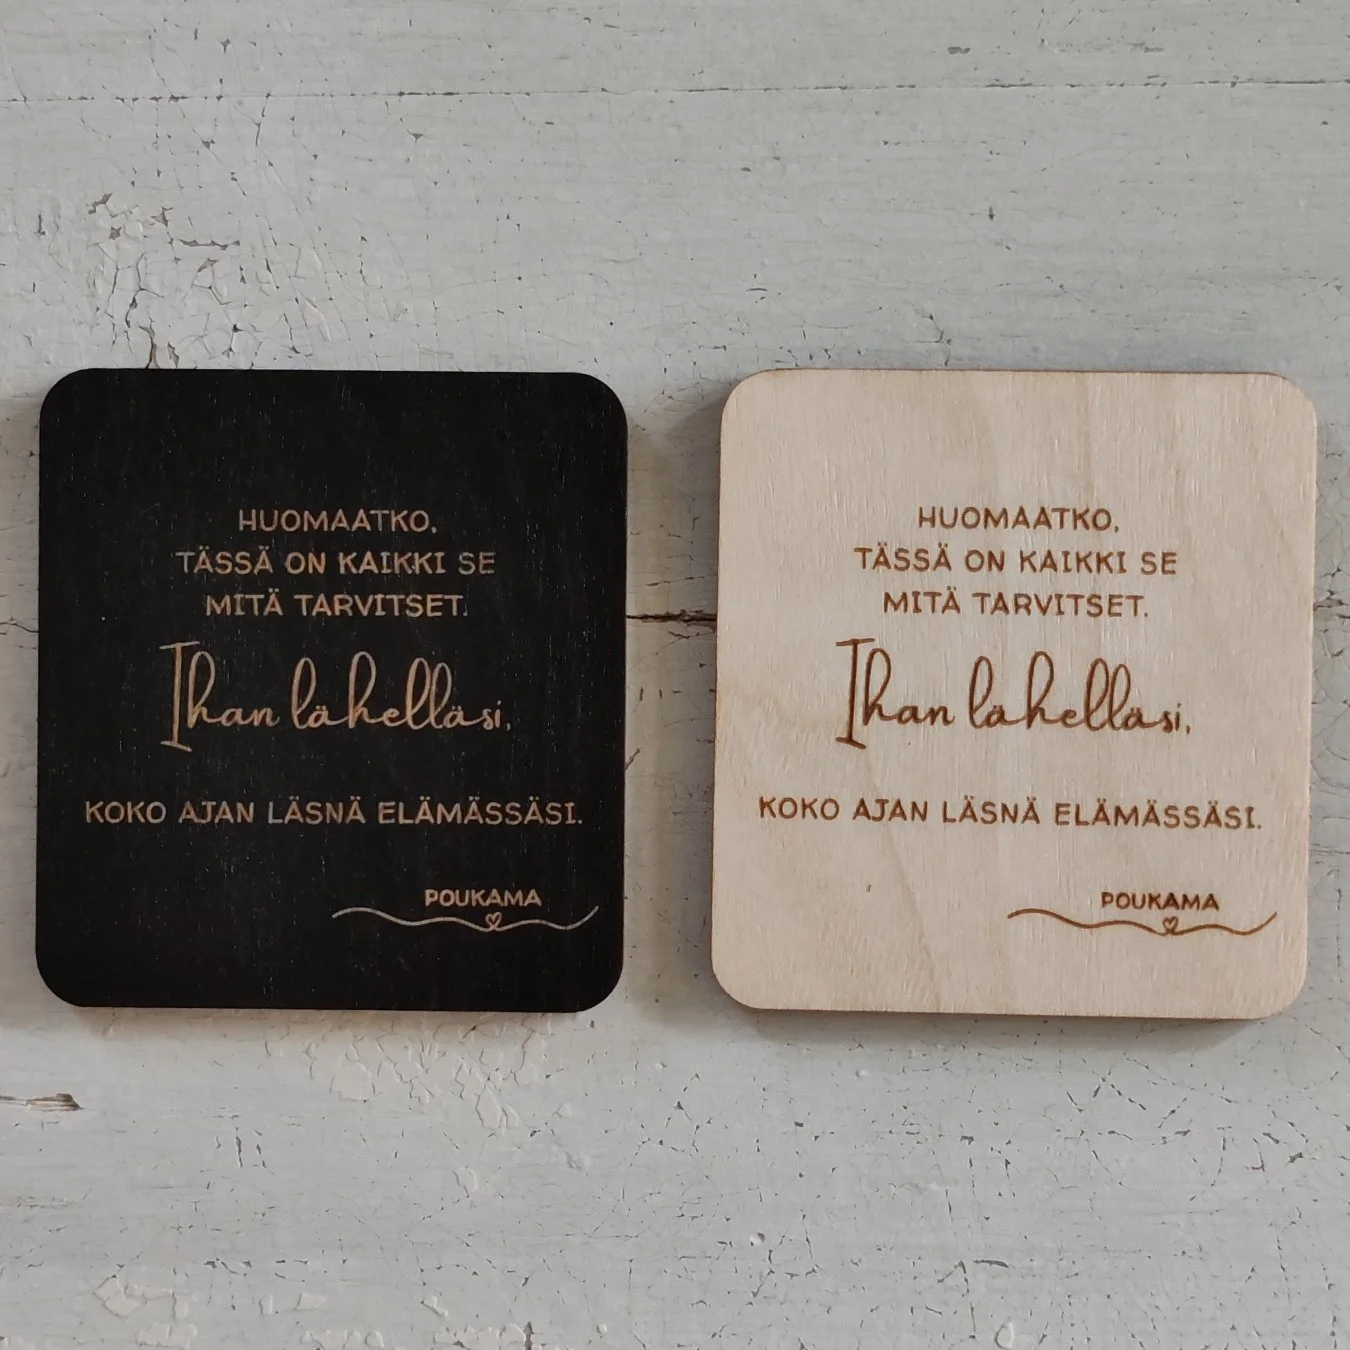 HUOMAATKO,
TÄSSÄ ON KAIKKI SE
MITÄ TARVITSET.
Ihan lähelläsi,
KOKO AJAN LÄSNÄ ELÄMÄSSÄSI.
POUKAMA
HUOMAATKO,
TÄSSÄ ON KAIKKI SE
MITÄ TARVITSET.
Ihan lähelläsi,
KOKO AJAN LÄSNÄ ELÄMÄSSÄSI.
POUKAMA